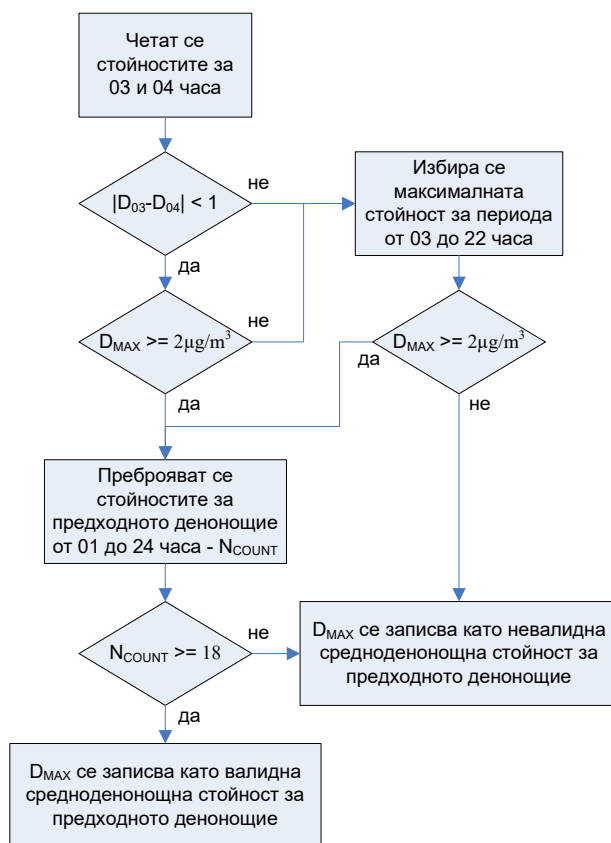 Четат се
стойностите за
03 и 04 часа
|D03-D04| < 1
не
да
Избира се
максималната
стойност за периода
от 03 до 22 часа
DMAX >= 2µg/m³
не
да
DMAX >= 2µg/m³
да
не
Преброяват се
стойностите за
предходното денонощие
от 01 до 24 часа - NCOUNT
NCOUNT >= 18
не
да
DMAX се записва като невалидна
средноденонощна стойност за
предходното денонощие
DMAX се записва като валидна
средноденонощна стойност за
предходното денонощие